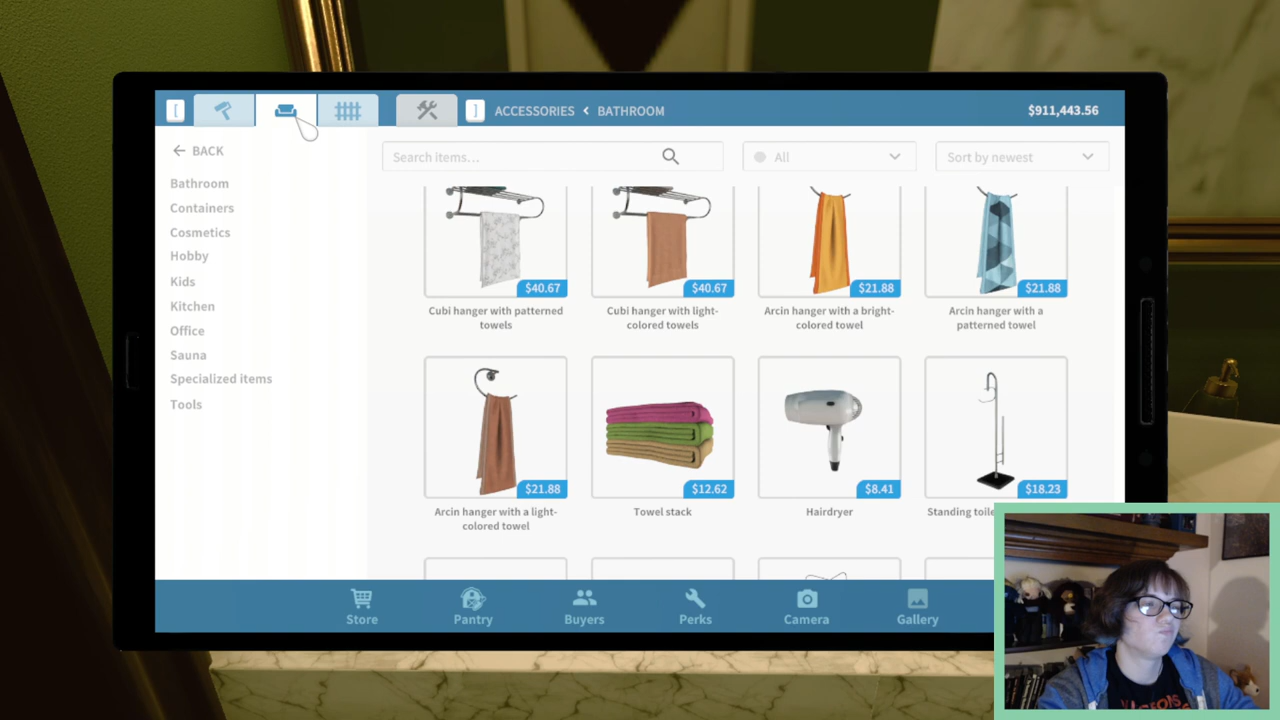 [
]
ACCESSORIES < BATHROOM
$911,443.56
BACK
Search items...
All
Sort by newest
Bathroom
Containers
Cosmetics
Hobby
Kids
Kitchen
Office
Sauna
Specialized items
Tools
$40.67
$40.67
$21.88
$21.88
Cubi hanger with patterned
towels
Cubi hanger with light-
colored towels
Arcin hanger with a bright-
colored towel
Arcin hanger with a
patterned towel
$21.88
$12.62
$8.41
$18.23
Arcin hanger with a light-
colored towel
Towel stack
Hairdryer
Standing
Store
Pantry
Buyers
Perks
Camera
Gallery